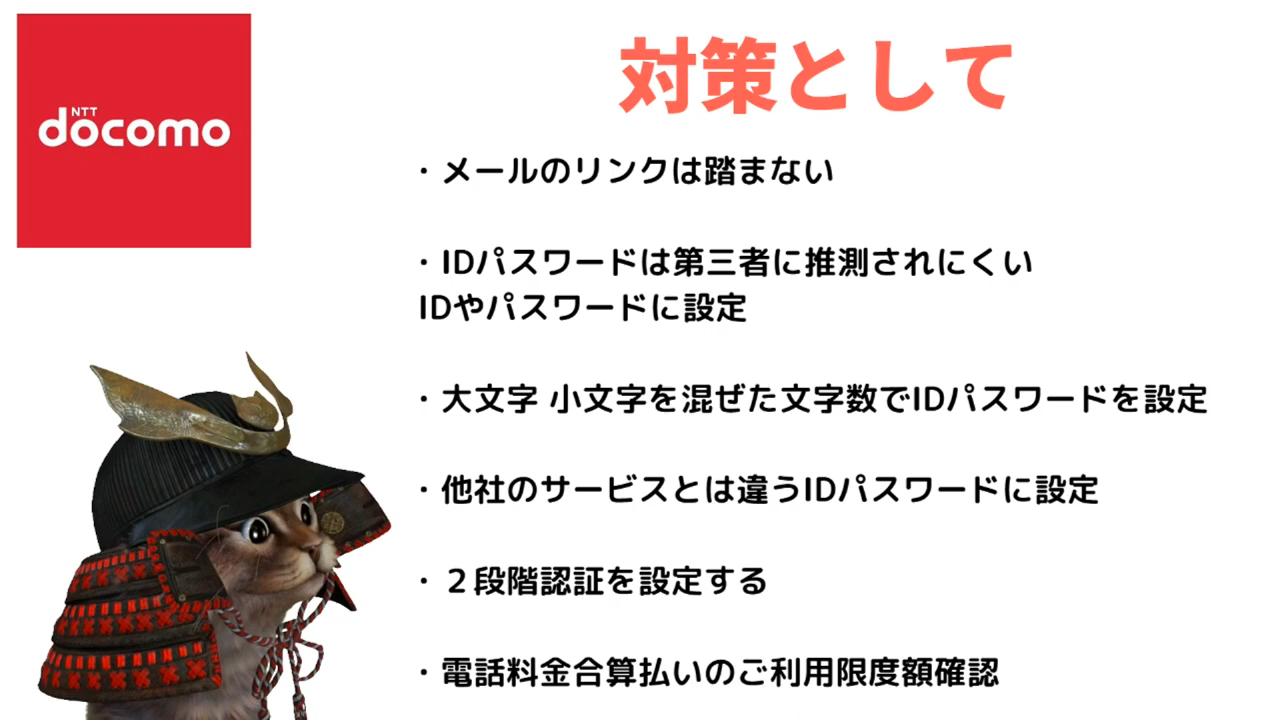 NTT
docomo
対策として
・メールのリンクは踏まない
・IDパスワードは第三者に推測されにくい
IDやパスワードに設定
・大文字 小文字を混ぜた文字数でIDパスワードを設定
・他社のサービスとは違うIDパスワードに設定
・２段階認証を設定する
・電話料金合算払いのご利用限度額確認